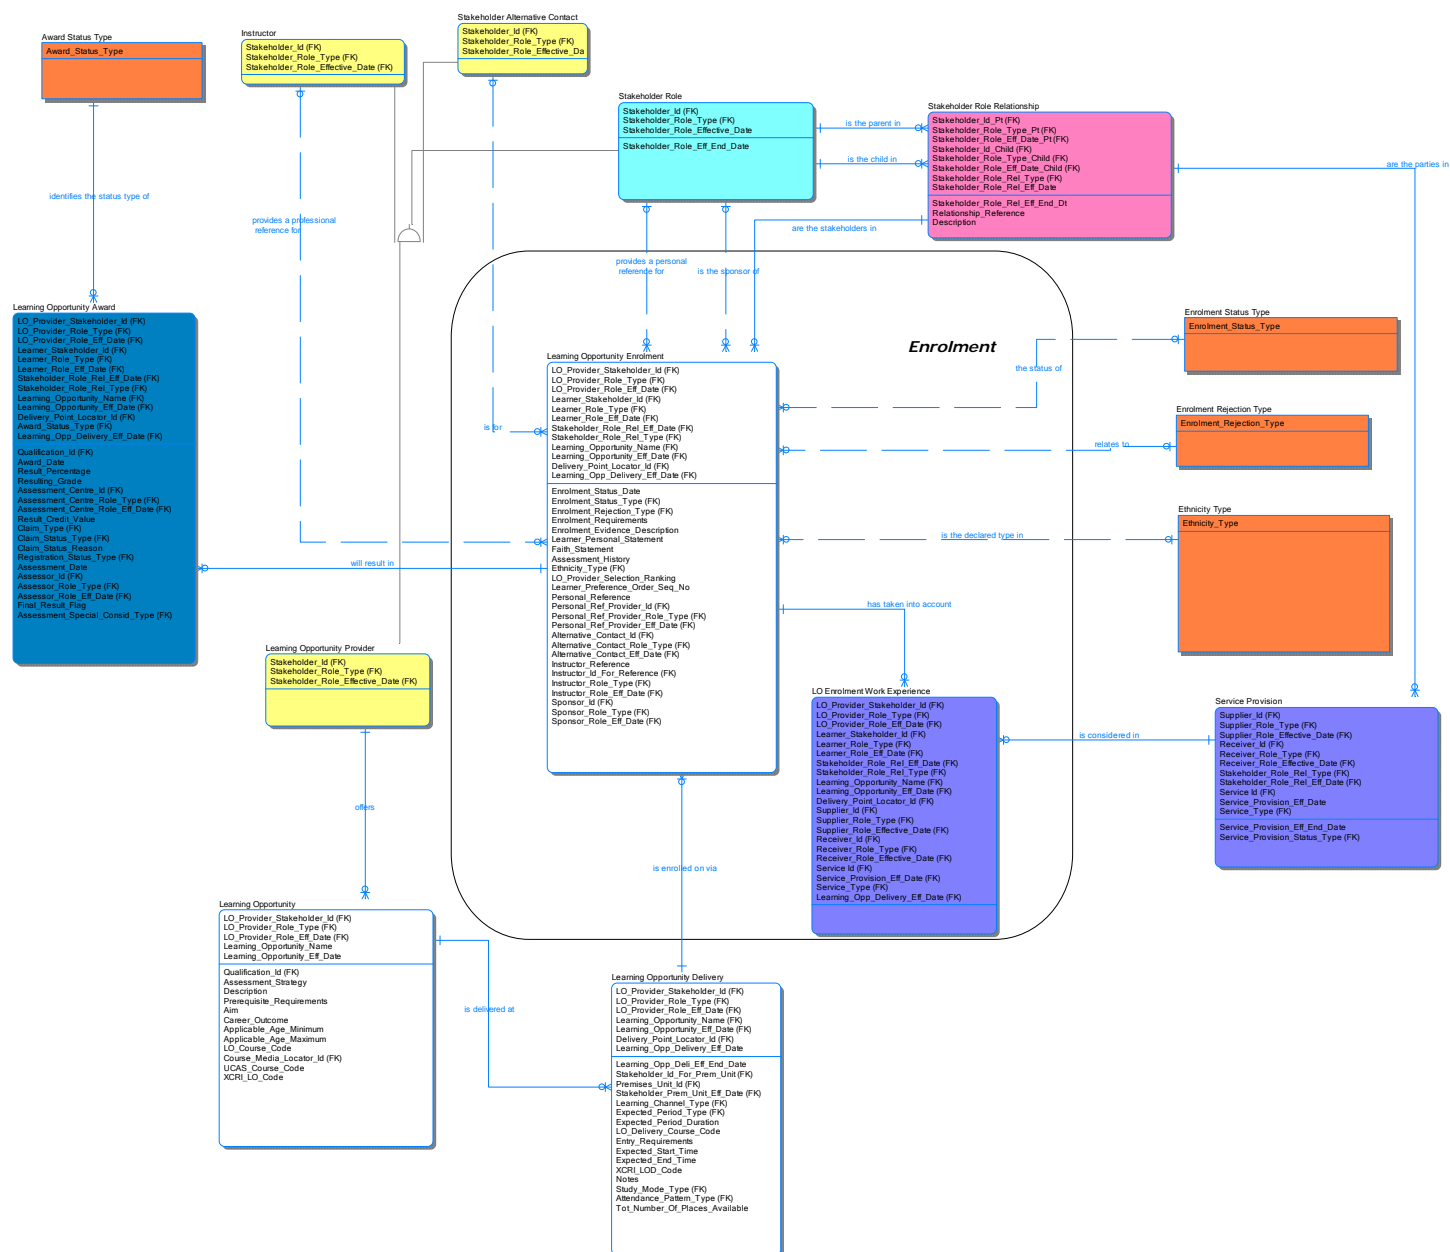 Stakeholder Alternative Contact
Stakeholder_Id (FK)
Stakeholder_Role_Type (FK)
Stakeholder_Role_Effective_Da
Instructor
Stakeholder_Id (FK)
Stakeholder_Role_Type (FK)
Stakeholder_Role_Effective_Date (FK)
Award Status Type
Award_Status_Type
Stakeholder Role
Stakeholder_Id (FK)
Stakeholder_Role_Type (FK)
Stakeholder_Role_Effective_Date
Stakeholder_Role_Eff_End_Date
is the parent in
is the child in
Stakeholder Role Relationship
Stakeholder_Id_Pt (FK)
Stakeholder_Role_Type_Pt (FK)
Stakeholder_Role_Eff_Date_Pt (FK)
Stakeholder_Id_Child (FK)
Stakeholder_Role_Type_Child (FK)
Stakeholder_Role_Eff_Date_Child (FK)
Stakeholder_Role_Rel_Type (FK)
Stakeholder_Role_Rel_Eff_Date
Stakeholder_Role_Rel_Eff_End_Dt
Relationship_Reference
Description
are the parties in
identifies the status type of
provides a professional
reference for
are the stakeholders in
provides a personal
reference for
is the sponsor of
Learning Opportunity Award
LO_Provider_Stakeholder_Id (FK)
LO_Provider_Role_Type (FK)
LO_Provider_Role_Eff_Date (FK)
Learner_Stakeholder_Id (FK)
Learner_Role_Type (FK)
Learner_Role_Eff_Date (FK)
Stakeholder_Role_Rel_Eff_Date (FK)
Stakeholder_Role_Rel_Type (FK)
Learning_Opportunity_Name (FK)
Learning_Opportunity_Eff_Date (FK)
Delivery_Point_Locator_Id (FK)
Award_Status_Type (FK)
Learning_Opp_Delivery_Eff_Date (FK)
Qualification_Id (FK)
Award_Date
Result_Percentage
Resulting_Grade
Assessment_Centre_Id (FK)
Assessment_Centre_Role_Type (FK)
Assessment_Centre_Role_Eff_Date (FK)
Result_Credit_Value
Claim_Type (FK)
Claim_Status_Type (FK)
Claim_Status_Reason
Registration_Status_Type (FK)
Assessment_Date
Assessor_Id (FK)
Assessor_Role_Type (FK)
Assessor_Role_Eff_Date (FK)
Final_Result_Flag
Assessment_Special_Consid_Type (FK)
Enrolment
Learning Opportunity Enrolment
LO_Provider_Stakeholder_Id (FK)
LO_Provider_Role_Type (FK)
LO_Provider_Role_Eff_Date (FK)
Learner_Stakeholder_Id (FK)
Learner_Role_Type (FK)
Learner_Role_Eff_Date (FK)
Stakeholder_Role_Rel_Eff_Date (FK)
Stakeholder_Role_Rel_Type (FK)
Learning_Opportunity_Name (FK)
Learning_Opportunity_Eff_Date (FK)
Delivery_Point_Locator_Id (FK)
Learning_Opp_Delivery_Eff_Date (FK)
Enrolment_Status_Date
Enrolment_Status_Type (FK)
Enrolment_Rejection_Type (FK)
Enrolment_Requirements
Enrolment_Evidence_Description
Learner_Personal_Statement
Faith_Statement
Assessment_History
Ethnicity_Type (FK)
LO_Provider_Selection_Ranking
Learner_Preference_Order_Seq_No
Personal_Reference
Personal_Ref_Provider_Id (FK)
Personal_Ref_Provider_Role_Type (FK)
Personal_Ref_Provider_Eff_Date (FK)
Alternative_Contact_Id (FK)
Alternative_Contact_Role_Type (FK)
Alternative_Contact_Eff_Date (FK)
Instructor_Reference
Instructor_Id_For_Reference (FK)
Instructor_Role_Type (FK)
Instructor_Role_Eff_Date (FK)
Sponsor_Id (FK)
Sponsor_Role_Type (FK)
Sponsor_Role_Eff_Date (FK)
is for
will result in
the status of
relates to
is the declared type in
has taken into account
Enrolment Status Type
Enrolment_Status_Type
Enrolment Rejection Type
Enrolment_Rejection_Type
Ethnicity Type
Ethnicity_Type
Learning Opportunity Provider
Stakeholder_Id (FK)
Stakeholder_Role_Type (FK)
Stakeholder_Role_Effective_Date (FK)
offers
LO Enrolment Work Experience
LO_Provider_Stakeholder_Id (FK)
LO_Provider_Role_Type (FK)
LO_Provider_Role_Eff_Date (FK)
Learner_Stakeholder_Id (FK)
Learner_Role_Type (FK)
Learner_Role_Eff_Date (FK)
Stakeholder_Role_Rel_Eff_Date (FK)
Stakeholder_Role_Rel_Type (FK)
Learning_Opportunity_Name (FK)
Learning_Opportunity_Eff_Date (FK)
Delivery_Point_Locator_Id (FK)
Supplier_Id (FK)
Supplier_Role_Type (FK)
Supplier_Role_Effective_Date (FK)
Receiver_Id (FK)
Receiver_Role_Type (FK)
Receiver_Role_Effective_Date (FK)
Service Id (FK)
Service_Provision_Eff_Date (FK)
Service_Type (FK)
Learning_Opp_Delivery_Eff_Date (FK)
is considered in
Service Provision
Supplier_Id (FK)
Supplier_Role_Type (FK)
Supplier_Role_Effective_Date (FK)
Receiver_Id (FK)
Receiver_Role_Type (FK)
Receiver_Role_Effective_Date (FK)
Stakeholder_Role_Rel_Type (FK)
Stakeholder_Role_Rel_Eff_Date (FK)
Service Id (FK)
Service_Provision_Eff_Date
Service_Type (FK)
Service_Provision_Eff_End_Date
Service_Provision_Status_Type (FK)
is enrolled on via
Learning Opportunity
LO_Provider_Stakeholder_Id (FK)
LO_Provider_Role_Type (FK)
LO_Provider_Role_Eff_Date (FK)
Learning_Opportunity_Name
Learning_Opportunity_Eff_Date
Qualification_Id (FK)
Assessment_Strategy
Description
Prerequisite_Requirements
Aim
Career_Outcome
Applicable_Age_Minimum
Applicable_Age_Maximum
LO_Course_Code
Course_Media_Locator_Id (FK)
UCAS_Course_Code
XCRI_LO_Code
is delivered at
Learning Opportunity Delivery
LO_Provider_Stakeholder_Id (FK)
LO_Provider_Role_Type (FK)
LO_Provider_Role_Eff_Date (FK)
Learning_Opportunity_Name (FK)
Learning_Opportunity_Eff_Date (FK)
Delivery_Point_Locator_Id (FK)
Learning_Opp_Delivery_Eff_Date
Learning_Opp_Deli_Eff_End_Date
Stakeholder_Id_For_Prem_Unit (FK)
Premises_Unit_Id (FK)
Stakeholder_Prem_Unit_Eff_Date (FK)
Learning_Channel_Type (FK)
Expected_Period_Type (FK)
Expected_Period_Duration
LO_Delivery_Course_Code
Entry_Requirements
Expected_Start_Time
Expected_End_Time
XCRI_LOD_Code
Notes
Study_Mode_Type (FK)
Attendance_Pattern_Type (FK)
Tot_Number_Of_Places_Available